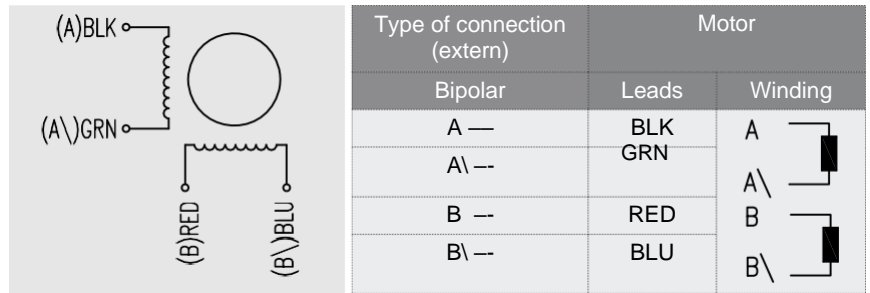 (A)BLK
(A\)GRN
(B)RED
(B\)BLU
Type of connection Motor
(extern)
Bipolar Leads Winding
A — BLK A
A\ –- GRN A\
B –- RED B
B\ –- BLU B\